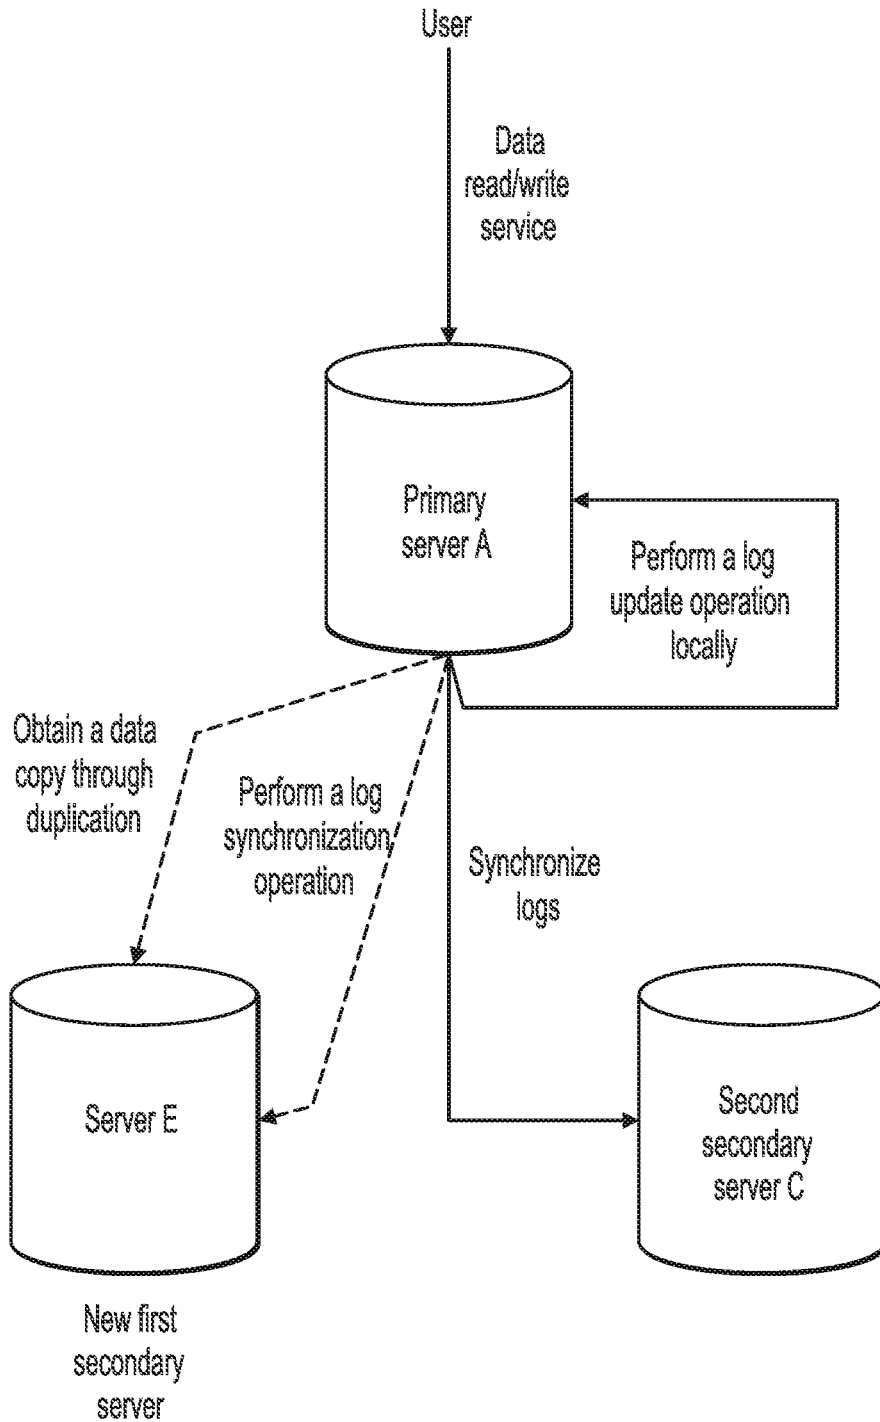 User
Data
read/write
service
Primary
server A
Perform a log
update operation
locally
Obtain a data
copy through
duplication
Perform a log
synchronization
operation
Synchronize
logs
Server E
Second
secondary
server C
New first
secondary
server